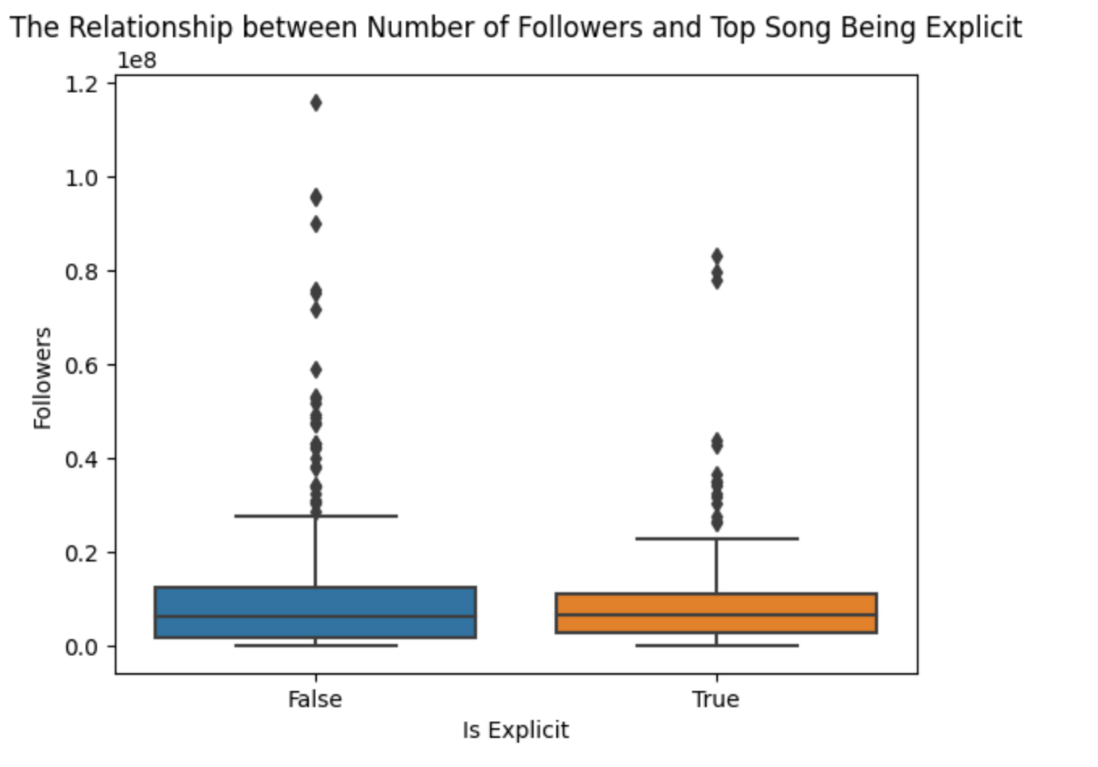 The Relationship between Number of Followers and Top Song Being Explicit
1e8
1.2
1.0
0.8
0.6
0.4
0.2
0.0
Followers
False
True
Is Explicit